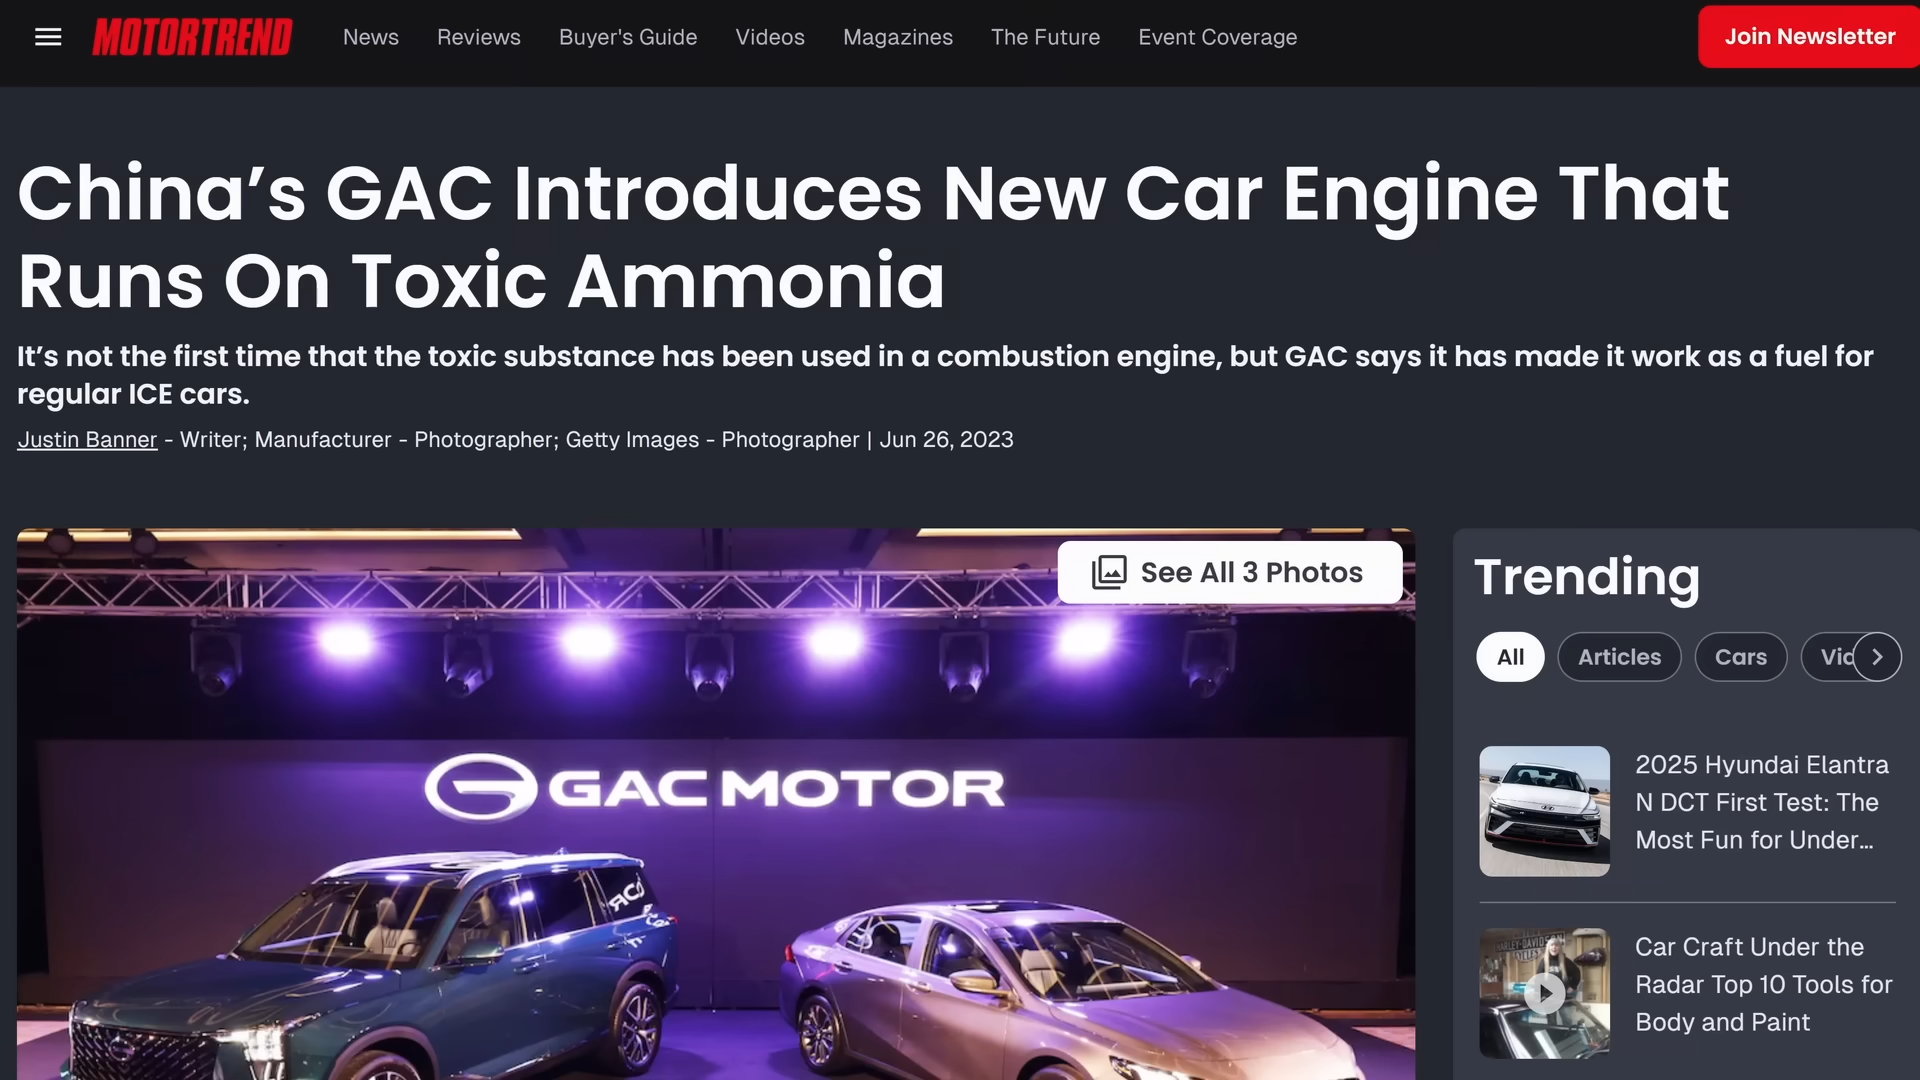 MOTORTREND
News
Reviews
Buyer's Guide
Videos
Magazines
The Future
Event Coverage
Join Newsletter
China’s GAC Introduces New Car Engine That
Runs On Toxic Ammonia
It’s not the first time that the toxic substance has been used in a combustion engine, but GAC says it has made it work as a fuel for
regular ICE cars.
Justin Banner - Writer; Manufacturer - Photographer; Getty Images - Photographer | Jun 26, 2023
See All 3 Photos
GAC MOTOR
Trending
All
Articles
Cars
2025 Hyundai Elantra
N DCT First Test: The
Most Fun for Under...
HARLEY-DAVIDSON
Car Craft Under the
Radar Top 10 Tools for
Body and Paint